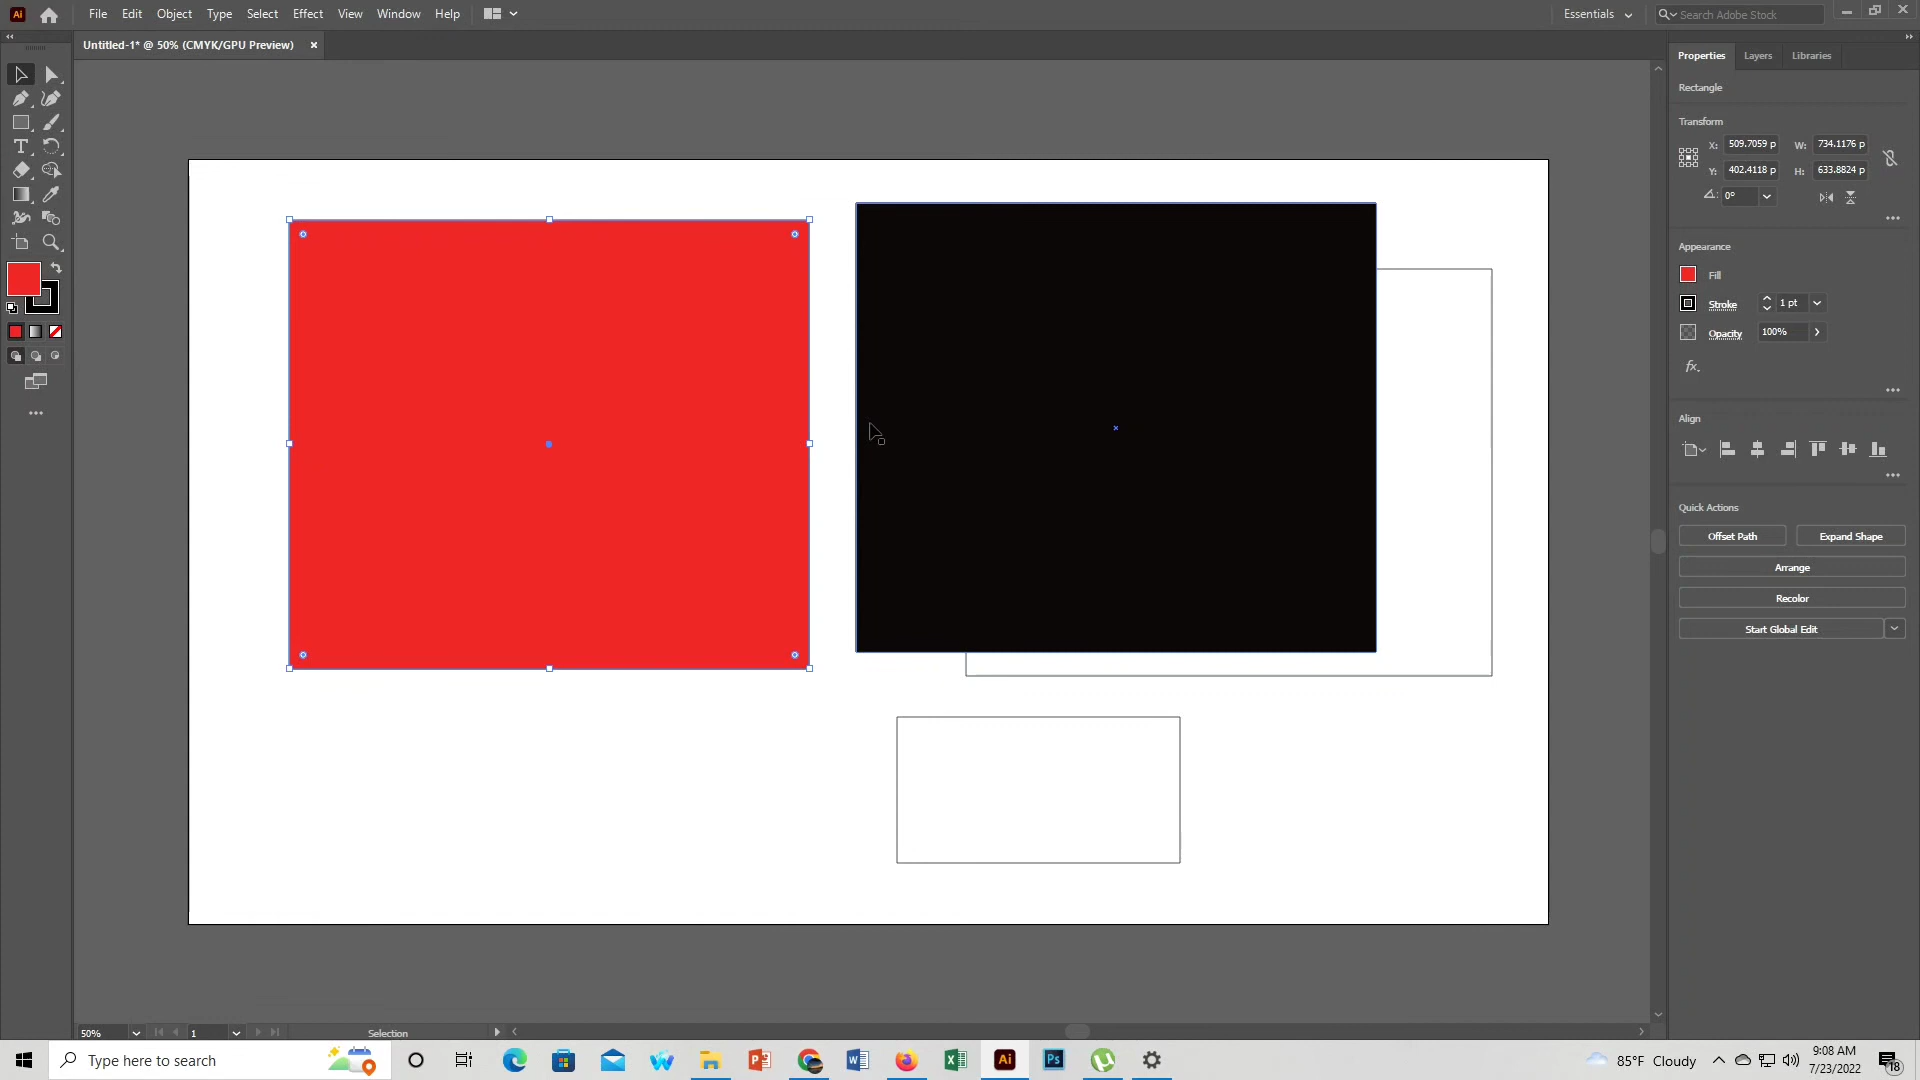 Ai File Edit Object Type Select Effect View Window Help Essentials Search Adobe Stock
Untitled-1* @ 50% (CMYK/GPU Preview) ×
Properties Layers Libraries
Rectangle
Transform
X: 509.7059 p W: 734.1176 p
Y: 402.4118 p H: 633.8824 p
0°
Appearance
Fill
Stroke 1 pt
Opacity 100%
fx.
Align
Quick Actions
Offset Path Expand Shape
Arrange
Recolor
Start Global Edit
50% 1 Selection
Type here to search
Ai Ps
85°F Cloudy
9:08 AM
7/23/2022
18